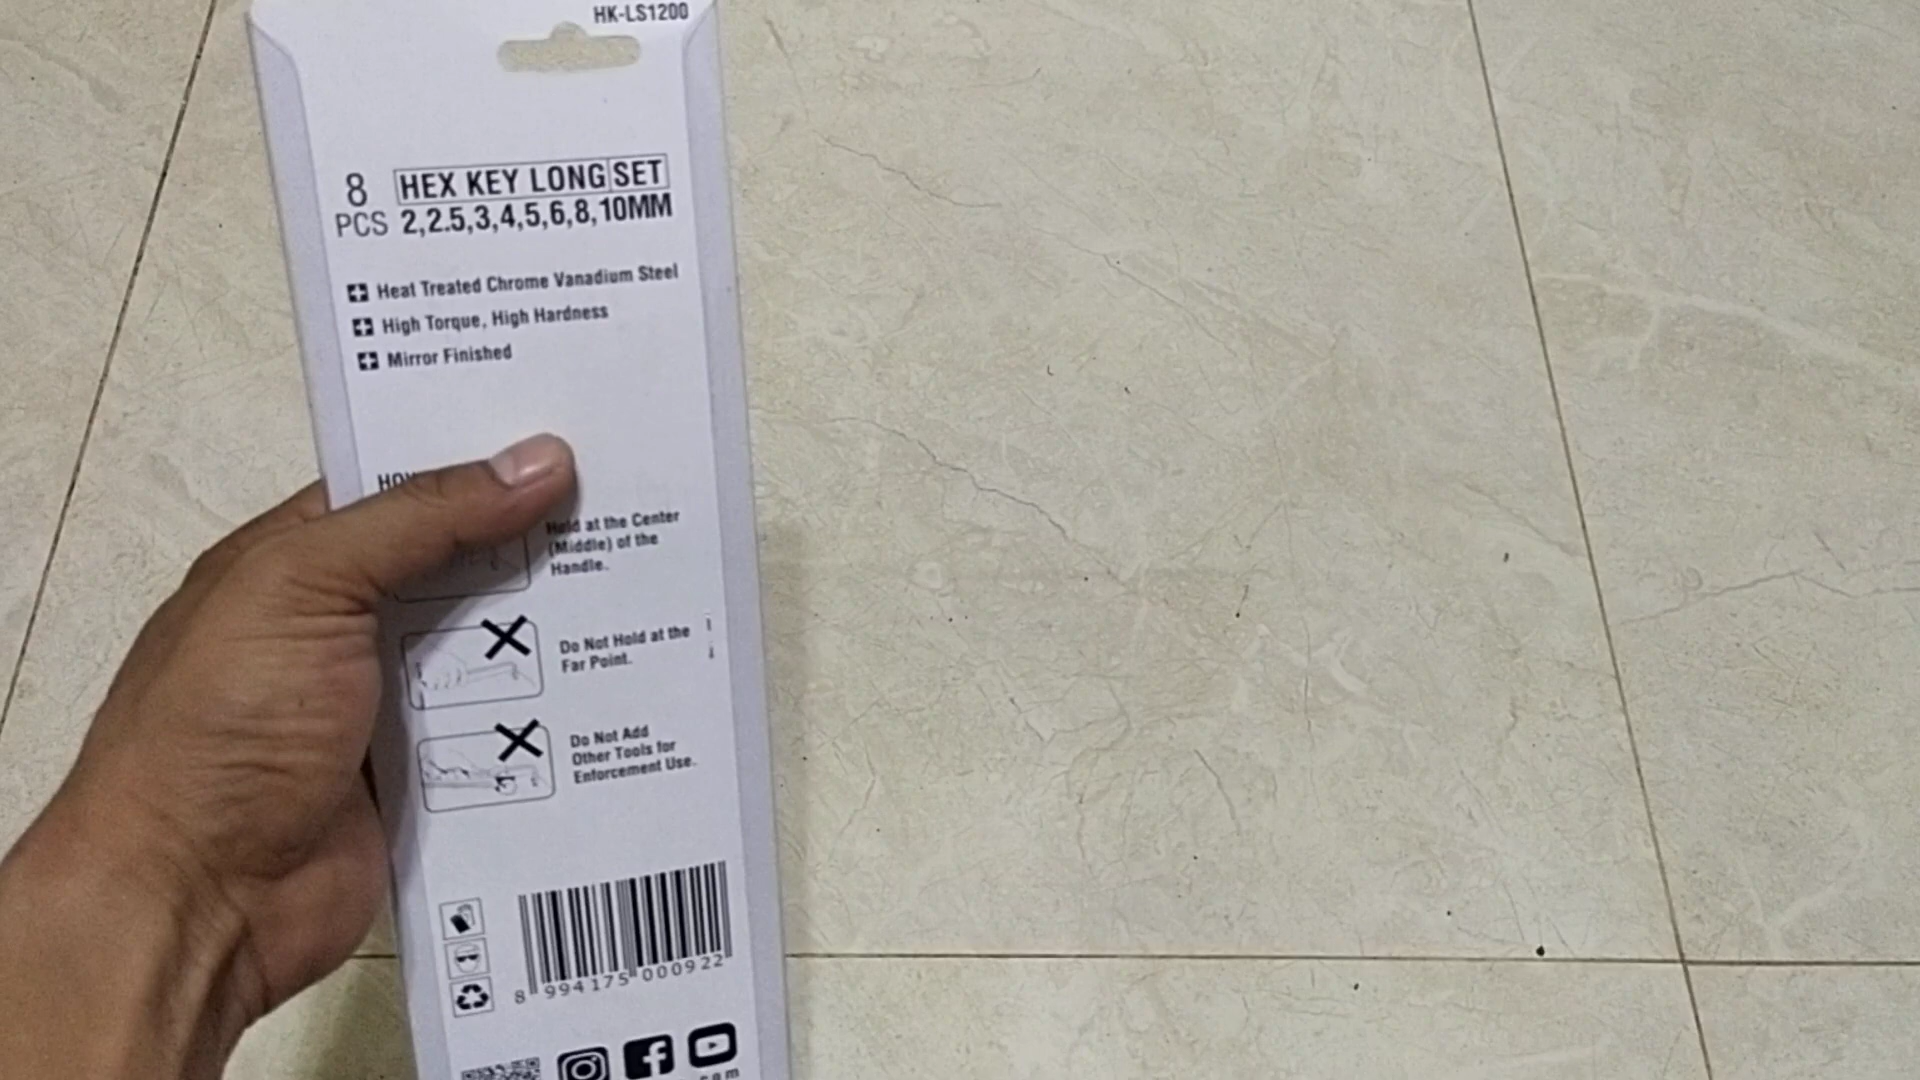 HK-LS1200
8 HEX KEY LONG SET
PCS 2,2.5,3,4,5,6,8,10MM
Heat Treated Chrome Vanadium Steel
High Torque, High Hardness
Mirror Finished
Hold at the Center
(Middle) of the
Handle.
Do Not Hold at the
Far Point.
Do Not Add
Other Tools for
Enforcement Use.
8 994175 000922